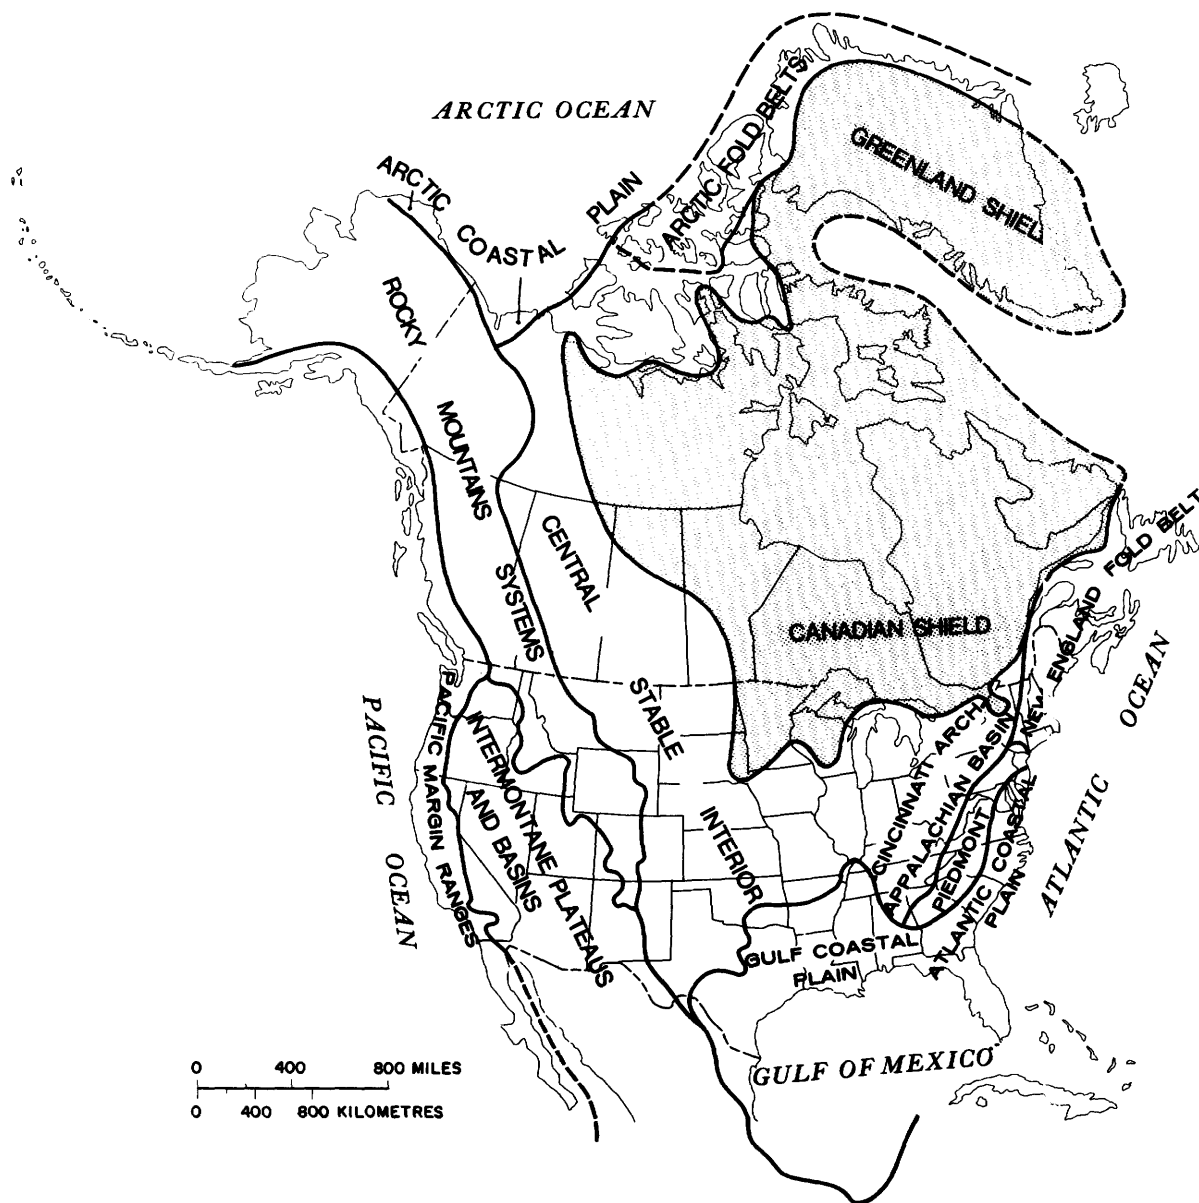 ARCTIC OCEAN
ARCTIC FOLD BELTS
GREENLAND SHIEL
ARCTIC
COASTAL
PLAIN
ROCKY
MOUNTAINS
SYSTEMS
CENTRAL
STABLE
INTERIOR
CANADIAN SHIELD
NEW ENGLAND FOLD BELT
PACIFIC
OCEAN
PACIFIC MARGIN RANGES
INTERMONTANE PLATEAUS
AND BASINS
CINCINNATI ARCH
APPALACHIAN BASIN
PIEDMONT
ATLANTIC COASTAL
PLAIN
ATLANTIC
OCEAN
GULF COASTAL
PLAIN
GULF OF MEXICO
0 400 800 MILES
0 400 800 KILOMETRES